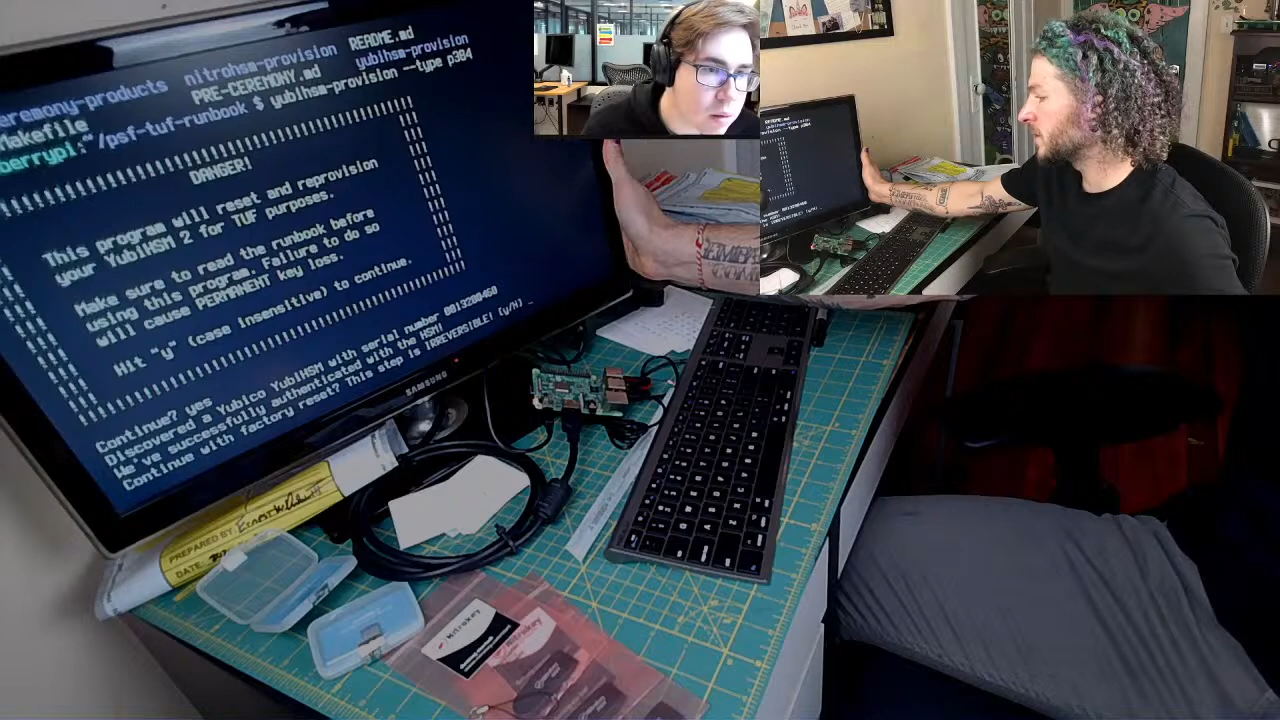 eremony-products nitrohsm-provision README.md
Makefile PRE-CEREMONY.md yubihsm-provision
berrypi:~/psf-tuf-runbook $ yubihsm-provision --type p384
DANGER!
This program will reset and reprovision
your YubiHSM 2 for TUF purposes.
Make sure to read the runbook before
using this program. Failure to do so
will cause PERMANENT key loss.
Hit "y" (case insensitive) to continue.
Continue? yes
Discovered a Yubico YubiHSM with serial number 0013200460
We've successfully authenticated with the HSM!
Continue with factory reset? This step is IRREVERSIBLE! (y/N) _
SAMSUNG
PREPARED BY:
DATE:
NITROKEY